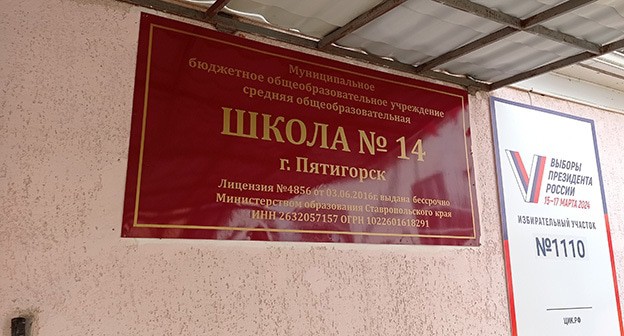 Муниципальное
бюджетное общеобразовательное учреждение
средняя общеобразовательная
ШКОЛА № 14
г. Пятигорск
Лицензия №4856 от 03.06.2016г. выдана бессрочно
Министерством образования Ставропольского края
ИНН 2632057157 ОГРН 1022601618291
V
ВЫБОРЫ
ПРЕЗИДЕНТА
РОССИИ
15–17 МАРТА 2024
ИЗБИРАТЕЛЬНЫЙ УЧАСТОК
№1110
ЦИК.РФ